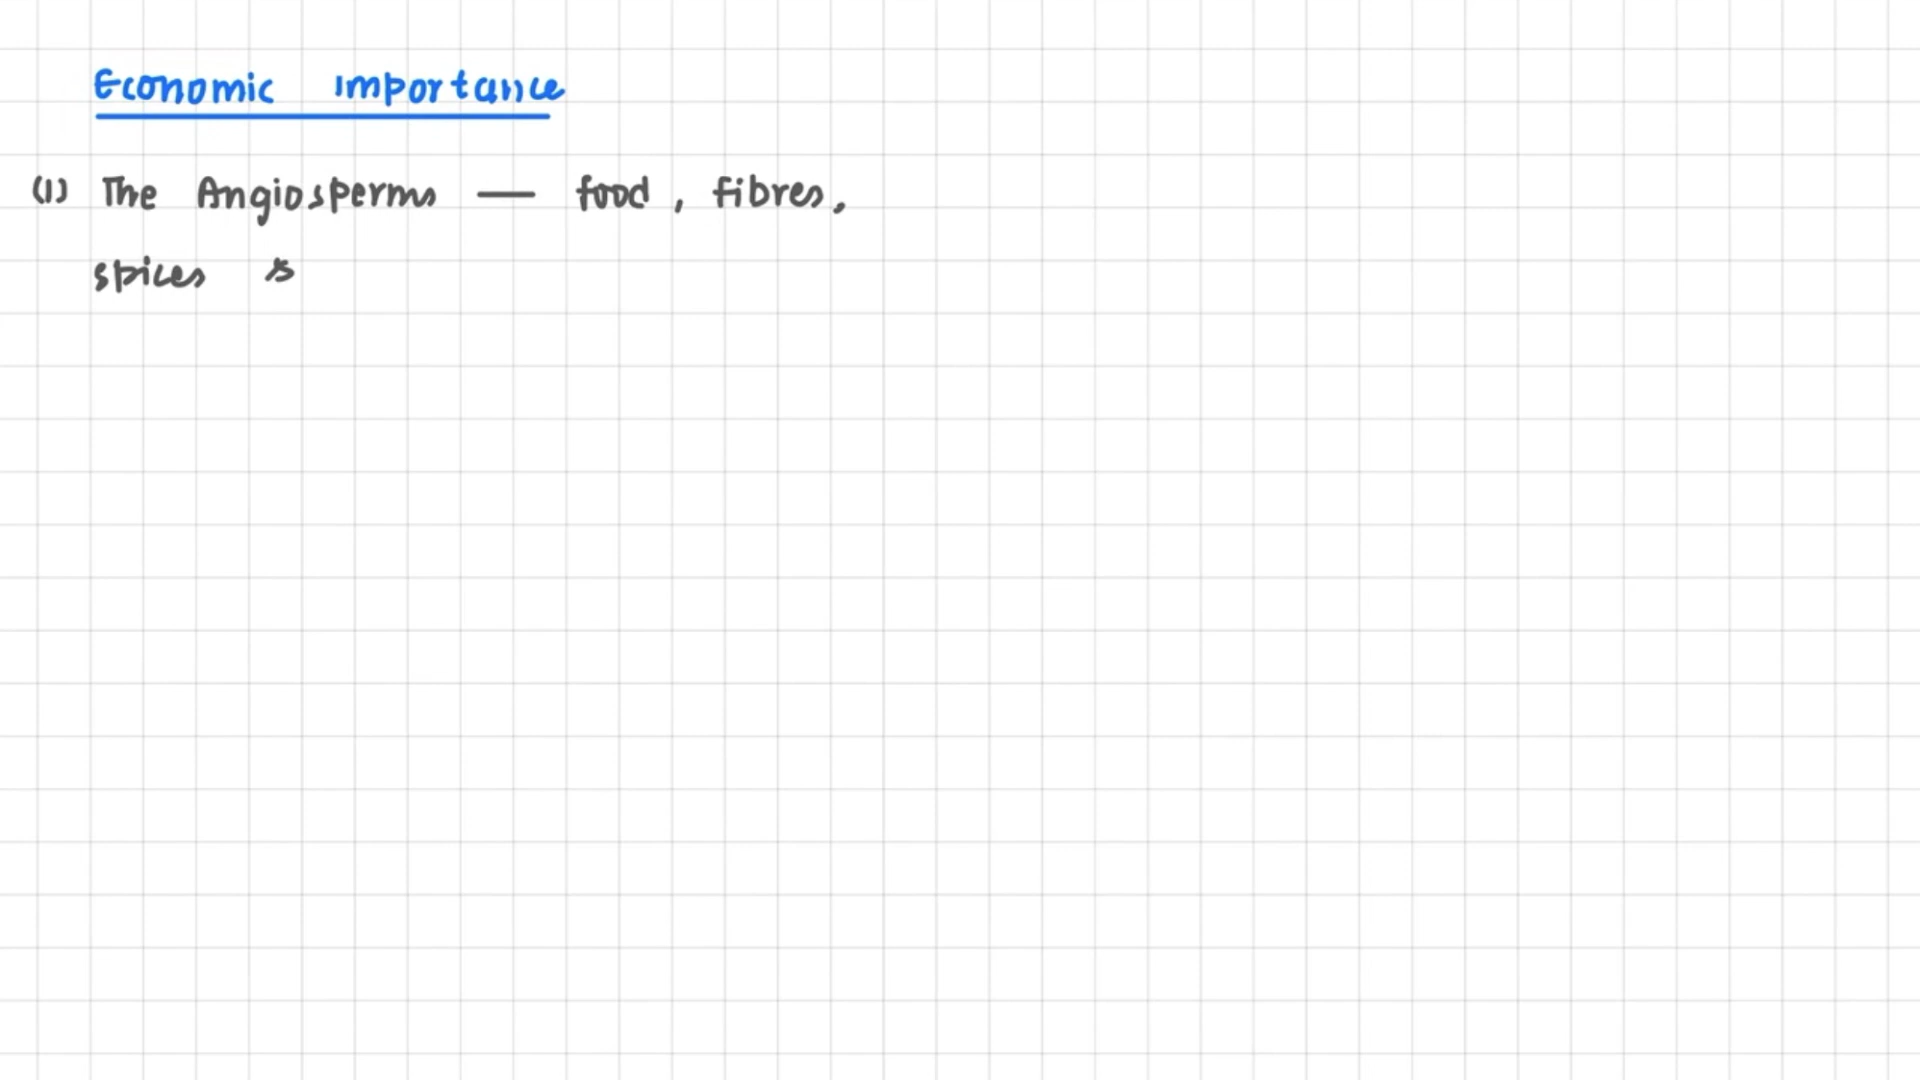 Economic Importance
(1) The Angiosperms — food, fibres,
spices &